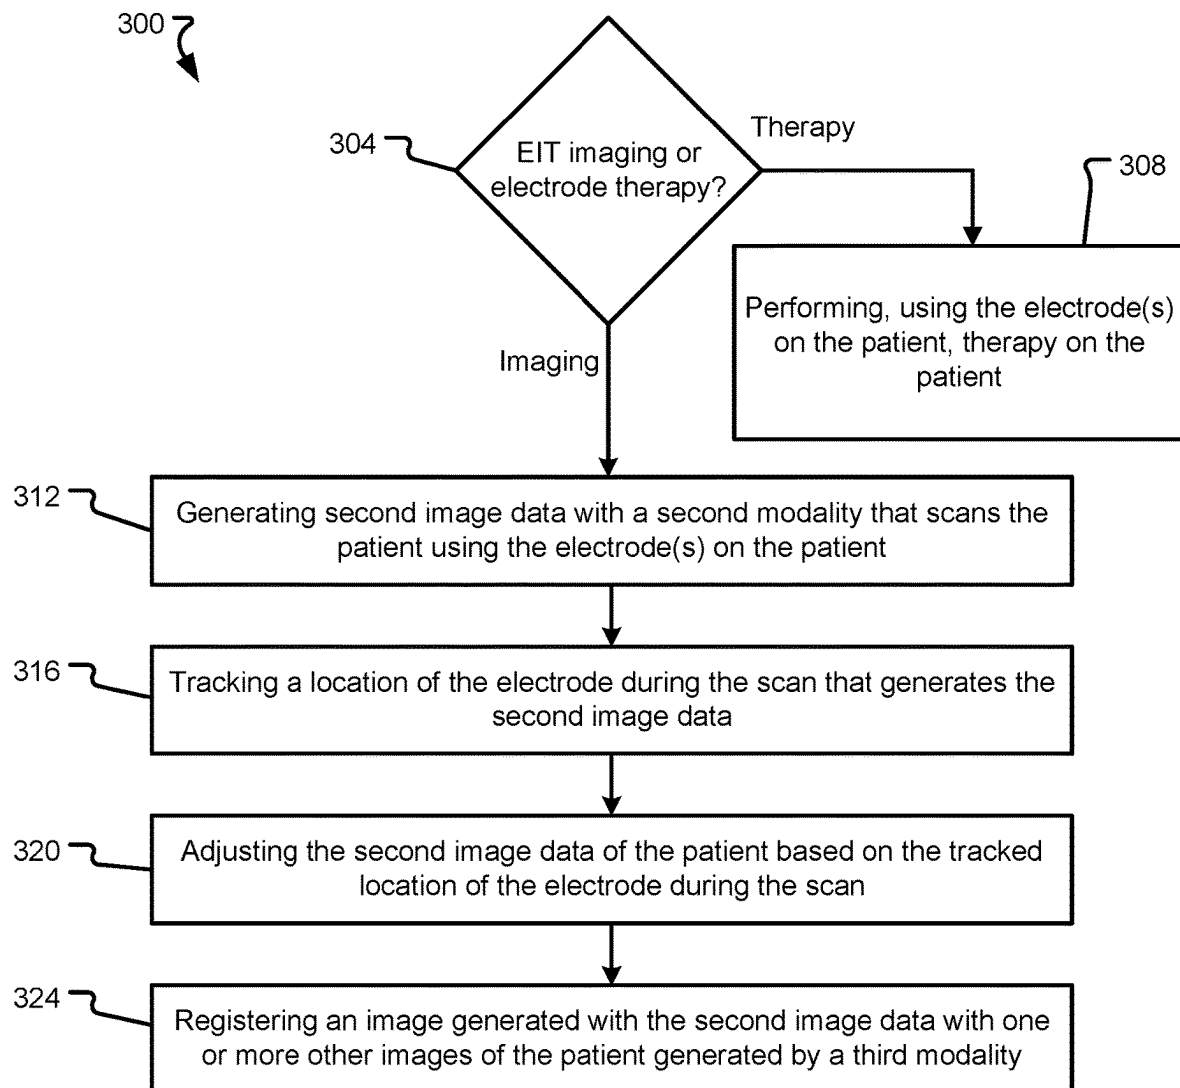 300
304
EIT imaging or
electrode therapy?
Therapy
308
Performing, using the electrode(s)
on the patient, therapy on the
patient
Imaging
312
Generating second image data with a second modality that scans the
patient using the electrode(s) on the patient
316
Tracking a location of the electrode during the scan that generates the
second image data
320
Adjusting the second image data of the patient based on the tracked
location of the electrode during the scan
324
Registering an image generated with the second image data with one
or more other images of the patient generated by a third modality